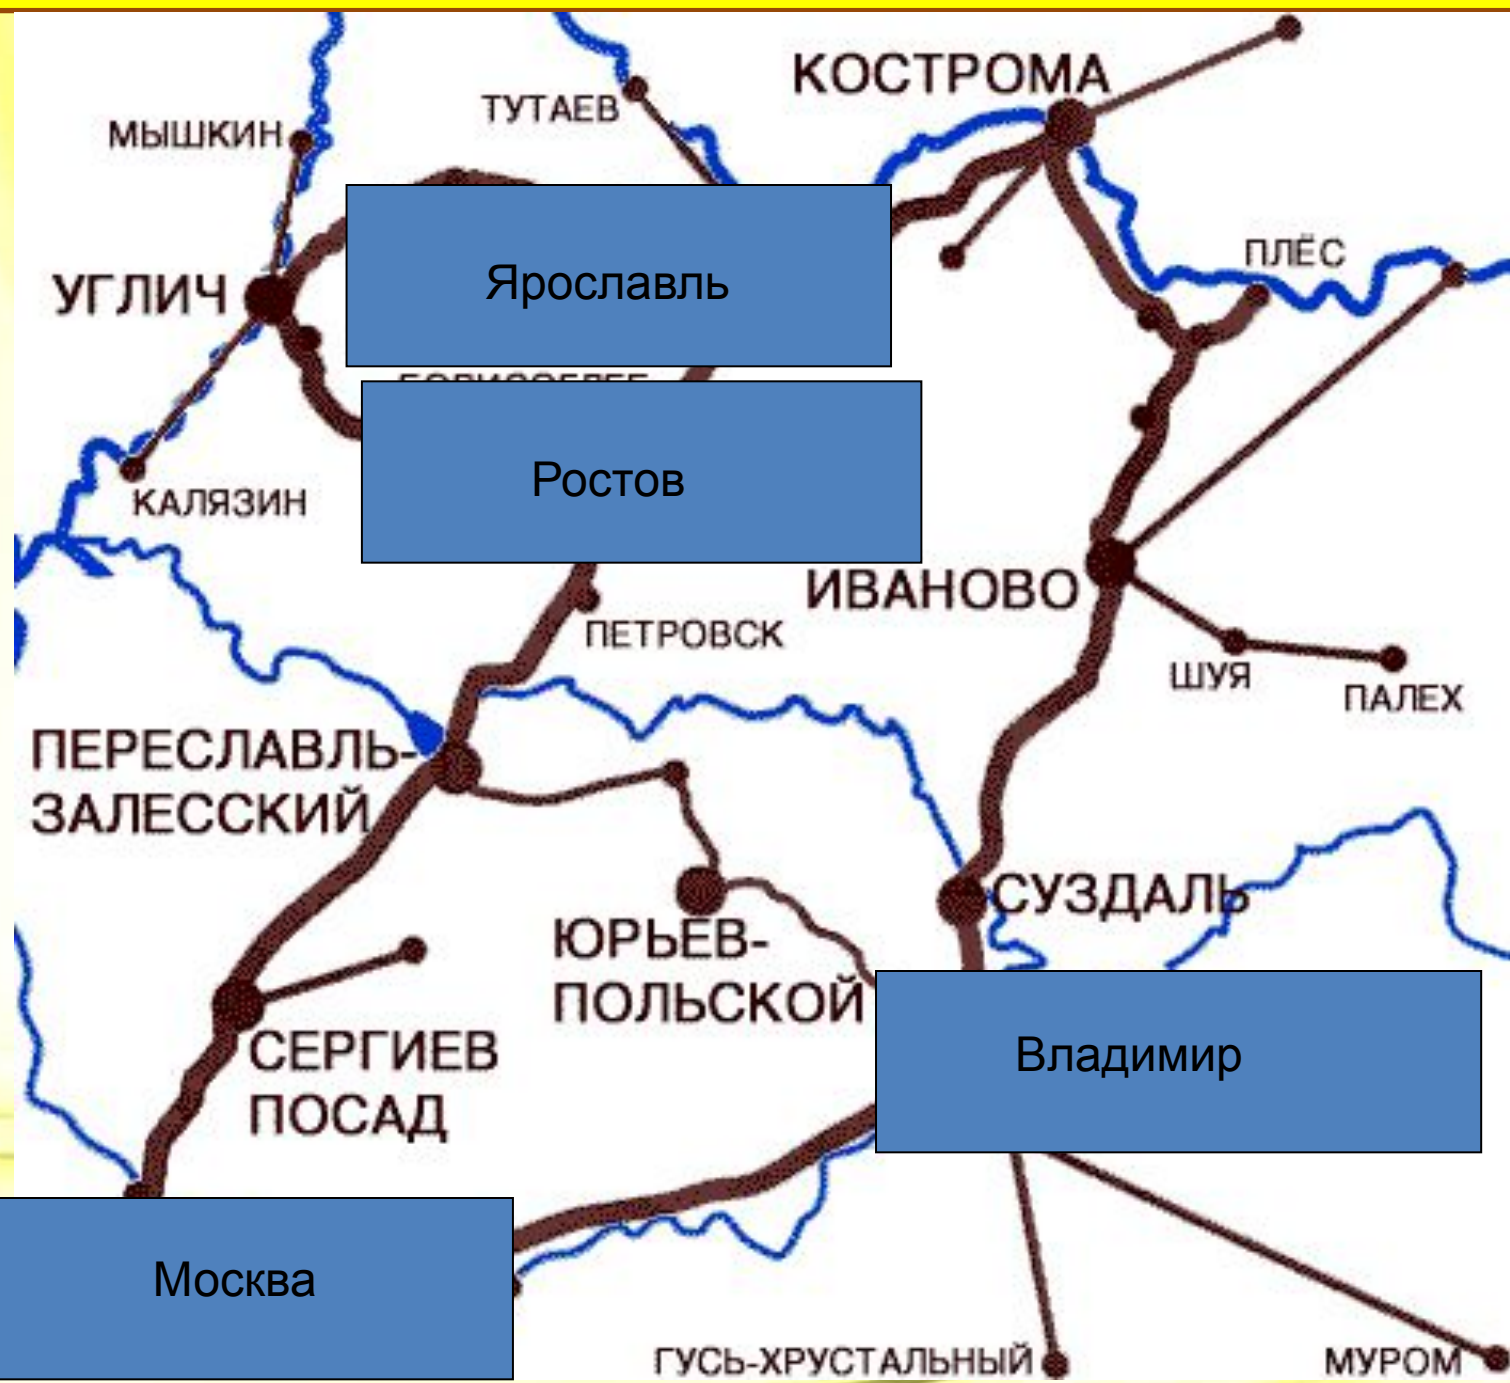 КОСТРОМА
ТУТАЕВ
МЫШКИН
ПЛЁС
УГЛИЧ
Ярославль
Ростов
КАЛЯЗИН
ИВАНОВО
ПЕТРОВСК
ШУЯ
ПАЛЕХ
ПЕРЕСЛАВЛЬ-
ЗАЛЕССКИЙ
СУЗДАЛЬ
ЮРЬЕВ-
ПОЛЬСКОЙ
СЕРГИЕВ
ПОСАД
Владимир
Москва
ГУСЬ-ХРУСТАЛЬНЫЙ
МУРОМ